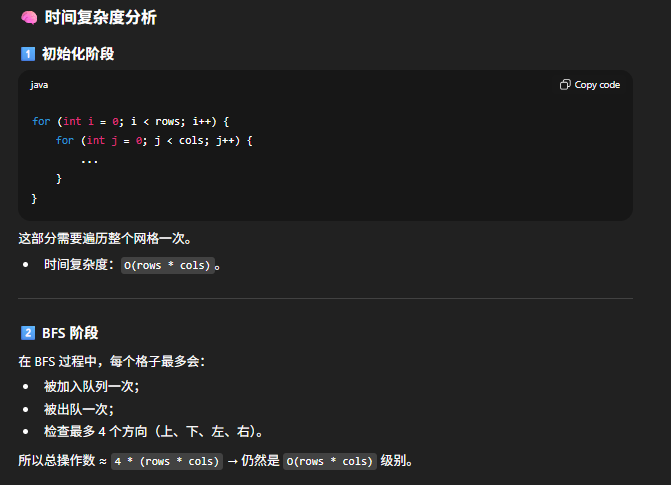 🧠 时间复杂度分析
1️⃣ 初始化阶段
java
Copy code
for (int i = 0; i < rows; i++) {
    for (int j = 0; j < cols; j++) {
        ...
    }
}
这部分需要遍历整个网格一次。
• 时间复杂度：O(rows * cols)。
2️⃣ BFS 阶段
在 BFS 过程中，每个格子最多会：
• 被加入队列一次；
• 被出队一次；
• 检查最多 4 个方向（上、下、左、右）。
所以总操作数 ≈ 4 * (rows * cols) → 仍然是 O(rows * cols) 级别。